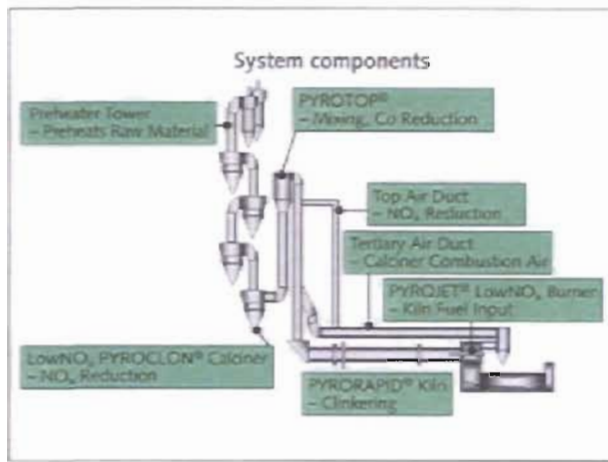 System components
Preheater Tower
– Preheats Raw Material
PYROTOP®
– Mixing, Co Reduction
Top Air Duct
– NOₓ Reduction
Tertiary Air Duct
– Calciner Combustion Air
PYROJET® LowNOₓ Burner
– Kiln Fuel Input
LowNOₓ PYROCLON® Calciner
– NOₓ Reduction
PYRORAPID® Kiln
– Clinkering